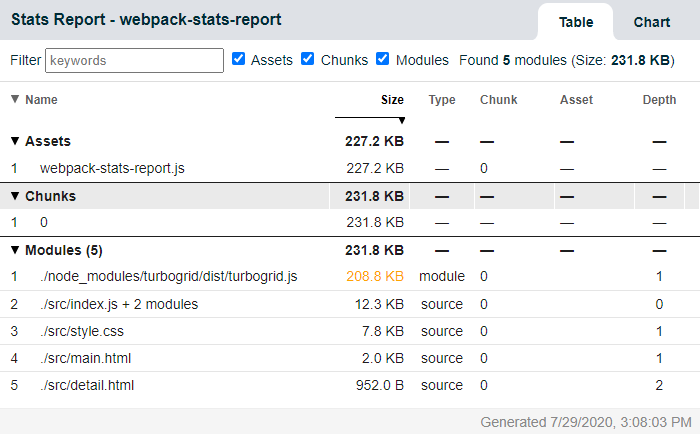 Stats Report - webpack-stats-report Table Chart
Filter keywords Assets Chunks Modules Found 5 modules (Size: 231.8 KB)
▼ Name Size Type Chunk Asset Depth
▼ Assets 227.2 KB — — — —
1 webpack-stats-report.js 227.2 KB 0
▼ Chunks 231.8 KB — — — —
1 0 231.8 KB
▼ Modules (5) 231.8 KB — — — —
1 ./node_modules/turbogrid/dist/turbogrid.js 208.8 KB module 0 1
2 ./src/index.js + 2 modules 12.3 KB source 0 0
3 ./src/style.css 7.8 KB source 0 1
4 ./src/main.html 2.0 KB source 0 1
5 ./src/detail.html 952.0 B source 0 2
Generated 7/29/2020, 3:08:03 PM